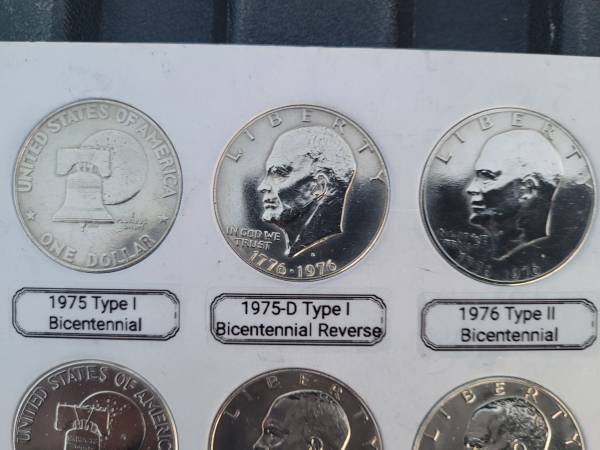 UNITED STATES OF AMERICA
ONE DOLLAR
LIBERTY
IN GOD WE
TRUST
1776·1976
LIBERTY
1975 Type I
Bicentennial
1975-D Type I
Bicentennial Reverse
1976 Type II
Bicentennial
UNITED STATES OF AMERICA
LIBERTY
LIBERTY